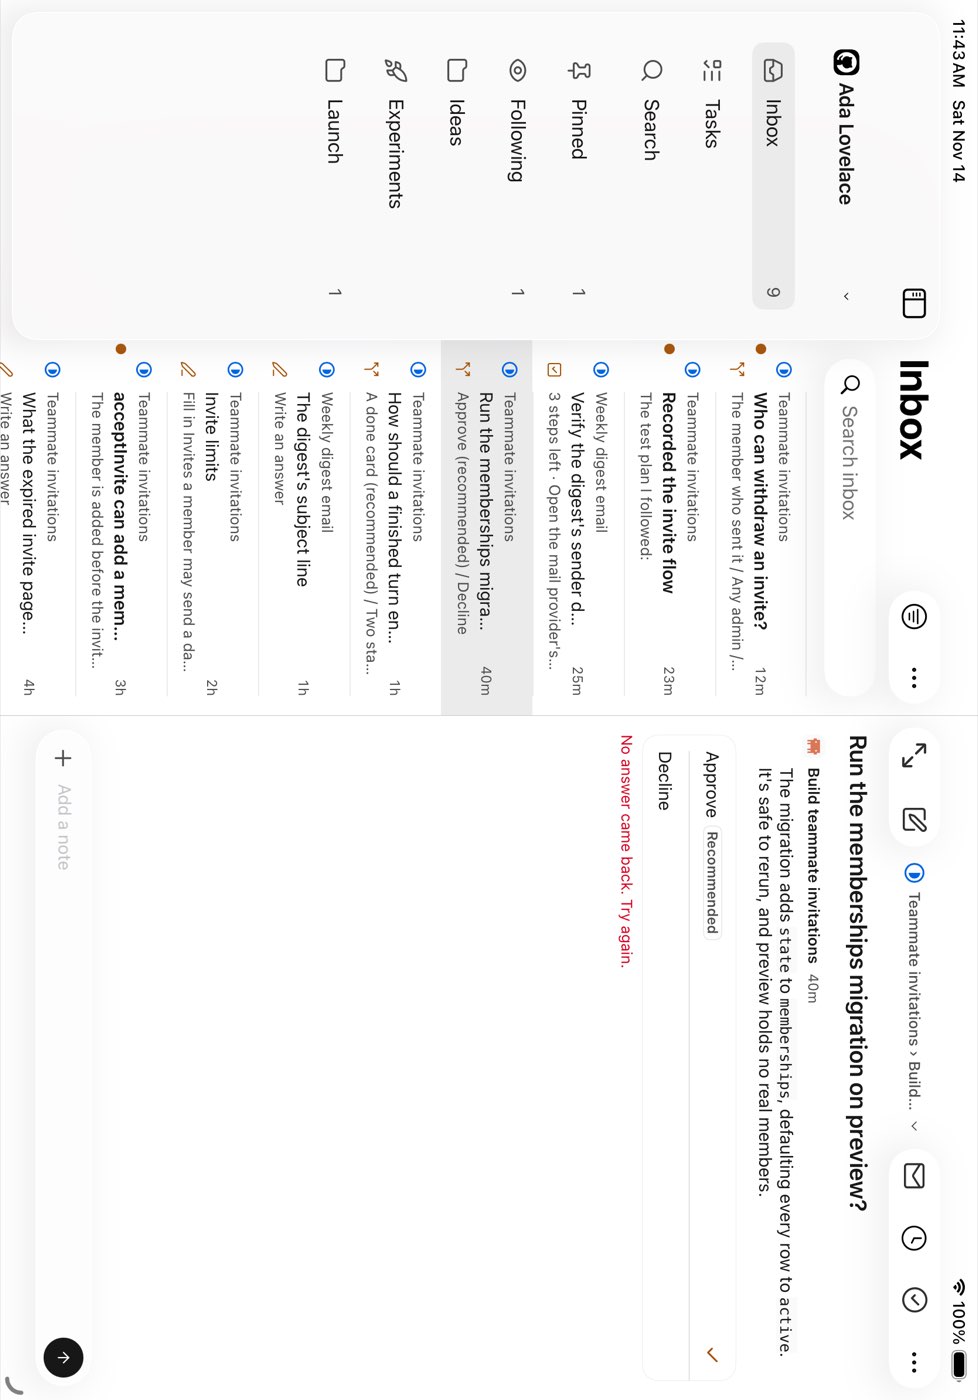 11:43 AM Sat Nov 14
100%
Ada Lovelace
Inbox 9
Tasks
Search
Pinned 1
Following 1
Ideas
Experiments
Launch 1
Inbox
Search inbox
Teammate invitations
Who can withdraw an invite? 12m
The member who sent it / Any admin /...
Teammate invitations
Recorded the invite flow 23m
The test plan I followed:
Weekly digest email
Verify the digest's sender d... 25m
3 steps left · Open the mail provider's...
Teammate invitations
Run the memberships migra... 40m
Approve (recommended) / Decline
Teammate invitations
How should a finished turn en... 1h
A done card (recommended) / Two sta...
Weekly digest email
The digest's subject line 1h
Write an answer
Teammate invitations
Invite limits 2h
Fill in Invites a member may send a da...
Teammate invitations
acceptInvite can add a mem... 3h
The member is added before the invit...
Teammate invitations
What the expired invite page... 4h
Write an answer
Teammate invitations › Build...
Run the memberships migration on preview?
Build teammate invitations 40m
The migration adds state to memberships, defaulting every row to active.
It's safe to rerun, and preview holds no real members.
Approve Recommended
Decline
No answer came back. Try again.
Add a note